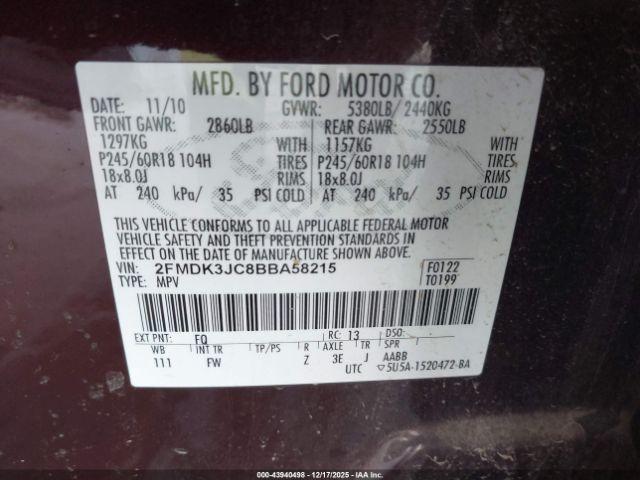 MFD. BY FORD MOTOR CO.
DATE: 11/10 GVWR: 5380LB/ 2440KG
FRONT GAWR: 2860LB REAR GAWR: 2550LB
1297KG WITH 1157KG WITH
P245/60R18 104H TIRES P245/60R18 104H TIRES
18x8.0J RIMS 18x8.0J RIMS
AT 240 kPa/ 35 PSI COLD AT 240 kPa/ 35 PSI COLD
THIS VEHICLE CONFORMS TO ALL APPLICABLE FEDERAL MOTOR
VEHICLE SAFETY AND THEFT PREVENTION STANDARDS IN
EFFECT ON THE DATE OF MANUFACTURE SHOWN ABOVE.
VIN: 2FMDK3JC8BBA58215 F0122
TYPE: MPV T0199
EXT PNT: FQ RC: 13 DSO:
WB INT TR TP/PS R AXLE TR SPR
111 FW Z 3E J AABB
UTC ▽5U5A-1520472-BA
000-43940498 - 12/17/2025 - IAA, Inc.